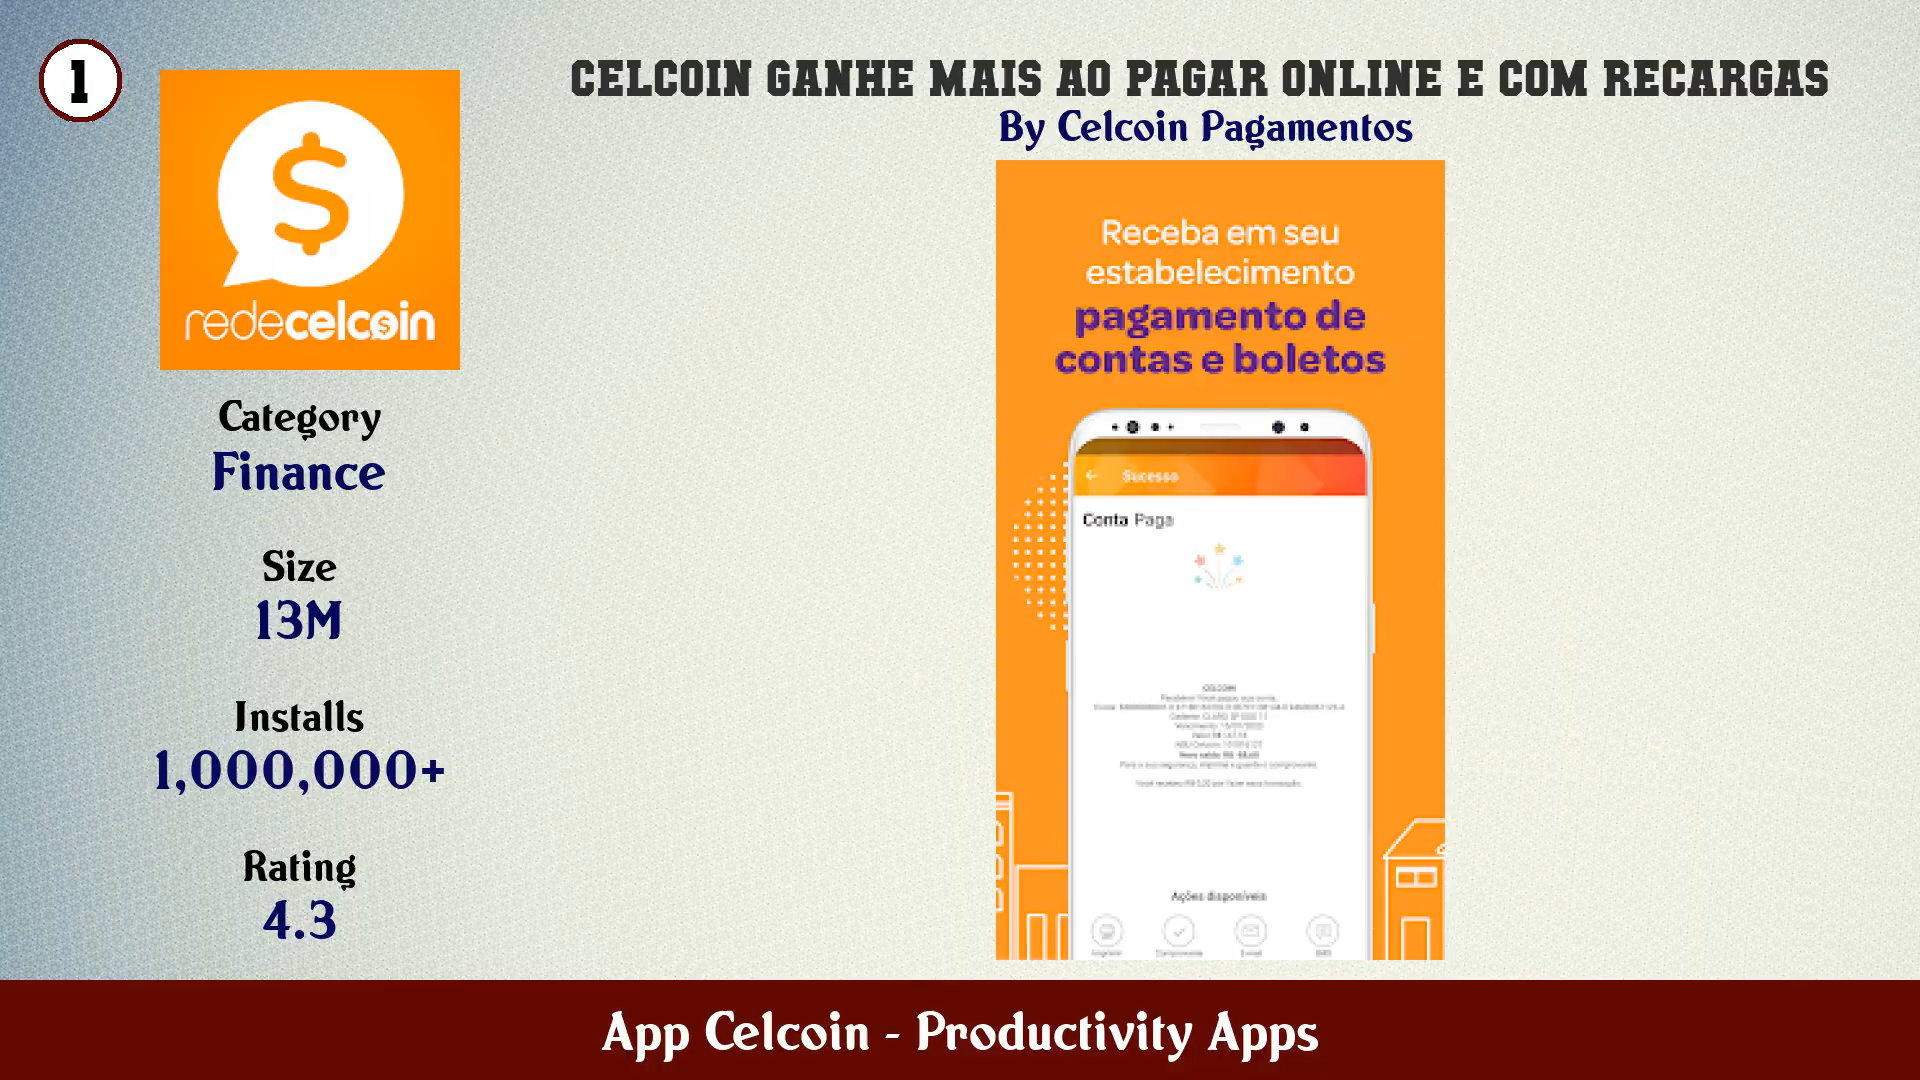 1
CELCOIN GANHE MAIS AO PAGAR ONLINE E COM RECARGAS
By Celcoin Pagamentos
redecelcoin
Category
Finance
Size
13M
Installs
1,000,000+
Rating
4.3
Receba em seu
estabelecimento
pagamento de
contas e boletos
Sucesso
Conta Paga
Ações disponíveis
App Celcoin - Productivity Apps